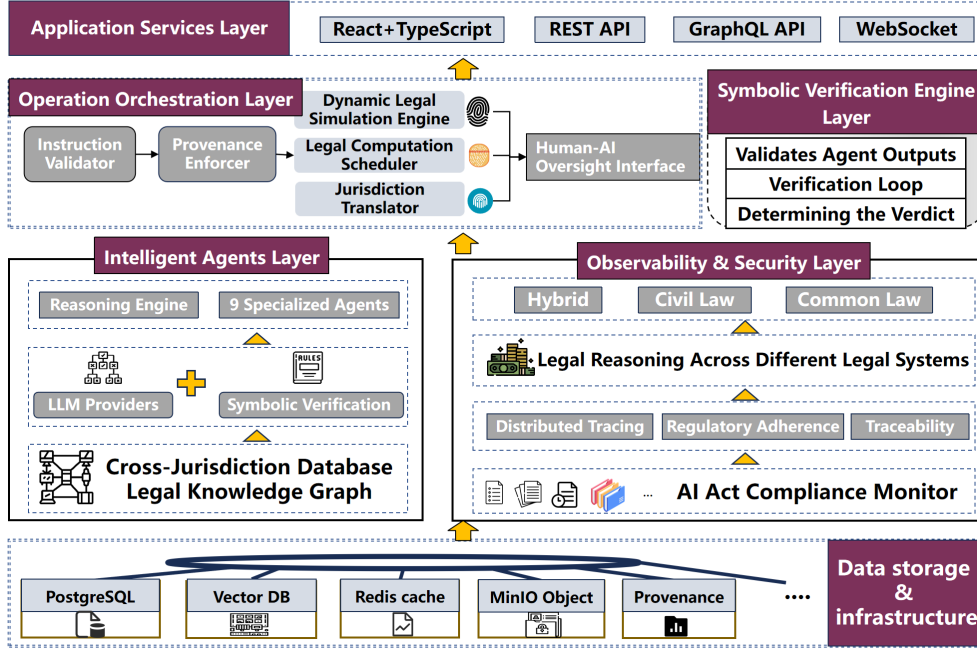 Application Services Layer
React+TypeScript
REST API
GraphQL API
WebSocket
Operation Orchestration Layer
Instruction
Validator
Provenance
Enforcer
Dynamic Legal
Simulation Engine
Legal Computation
Scheduler
Jurisdiction
Translator
Human-AI
Oversight Interface
Symbolic Verification Engine
Layer
Validates Agent Outputs
Verification Loop
Determining the Verdict
Intelligent Agents Layer
Reasoning Engine
9 Specialized Agents
RULES
LLM Providers
Symbolic Verification
Cross-Jurisdiction Database
Legal Knowledge Graph
Observability & Security Layer
Hybrid
Civil Law
Common Law
Legal Reasoning Across Different Legal Systems
Distributed Tracing
Regulatory Adherence
Traceability
... AI Act Compliance Monitor
PostgreSQL
Vector DB
Redis cache
MinIO Object
Provenance
....
Data storage
&
infrastructure